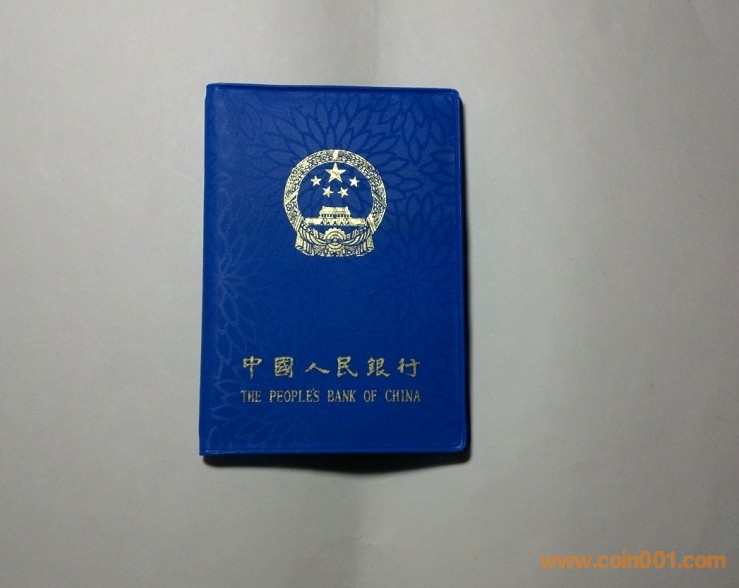 中國人民銀行
THE PEOPLE'S BANK OF CHINA
www.coin001.com